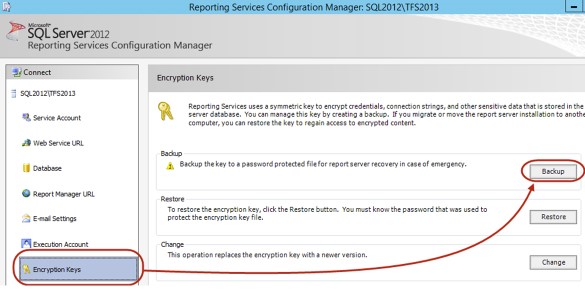 Reporting Services Configuration Manager: SQL2012\TFS2013
Microsoft
SQL Server 2012
Reporting Services Configuration Manager
Connect
SQL2012\TFS2013
Service Account
Web Service URL
Database
Report Manager URL
E-mail Settings
Execution Account
Encryption Keys
Encryption Keys
Reporting Services uses a symmetric key to encrypt credentials, connection strings, and other sensitive data that is stored in the
server database. You can manage this key by creating a backup. If you migrate or move the report server installation to anothe
computer, you can restore the key to regain access to encrypted content.
Backup
Backup the key to a password protected file for report server recovery in case of emergency.
Backup
Restore
To restore the encryption key, click the Restore button. You must know the password that was used to
protect the encryption key file.
Restore
Change
This operation replaces the encryption key with a newer version.
Change